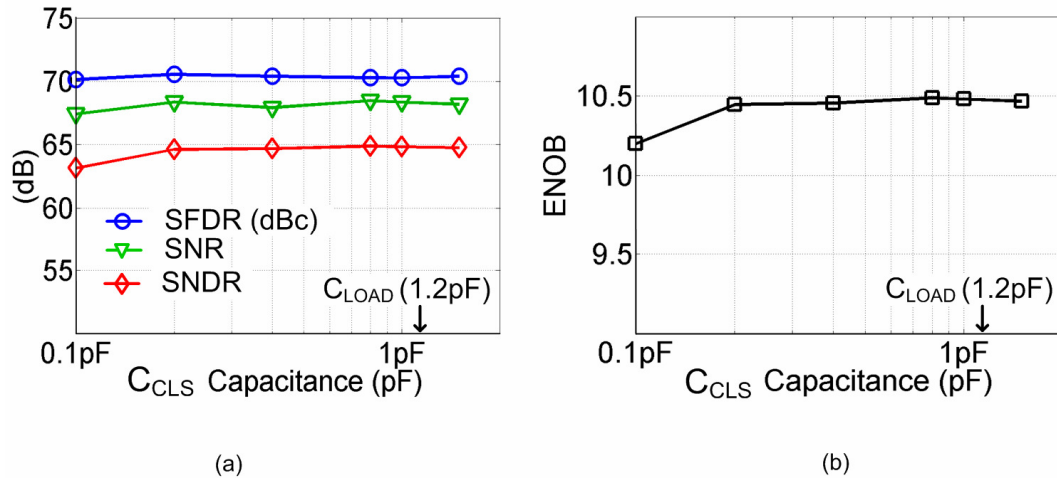 75
70
65
60
55
(dB)
SFDR (dBc)
SNR
SNDR
CLOAD (1.2pF)
0.1pF
1pF
CCLS Capacitance (pF)
(a)
10.5
10
9.5
ENOB
CLOAD (1.2pF)
0.1pF
1pF
CCLS Capacitance (pF)
(b)